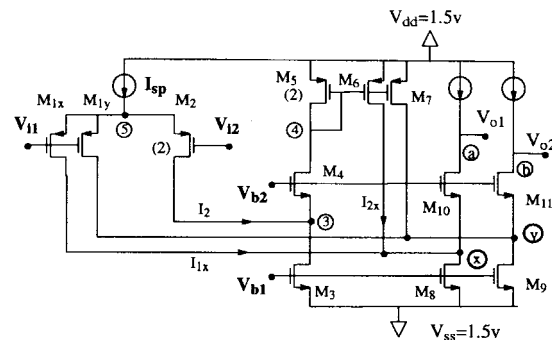 V_dd=1.5v
I_sp
M_1x M_1y M_2
M_5 M_6 M_7
(2)
V_i1 ⑤ V_i2
(2)
④
V_o1
V_o2
ⓐ ⓑ
M_4
V_b2
M_10 M_11
I_2 ③ I_2x
ⓨ
I_1x ⓧ
V_b1 M_3 M_8 M_9
V_ss=1.5v